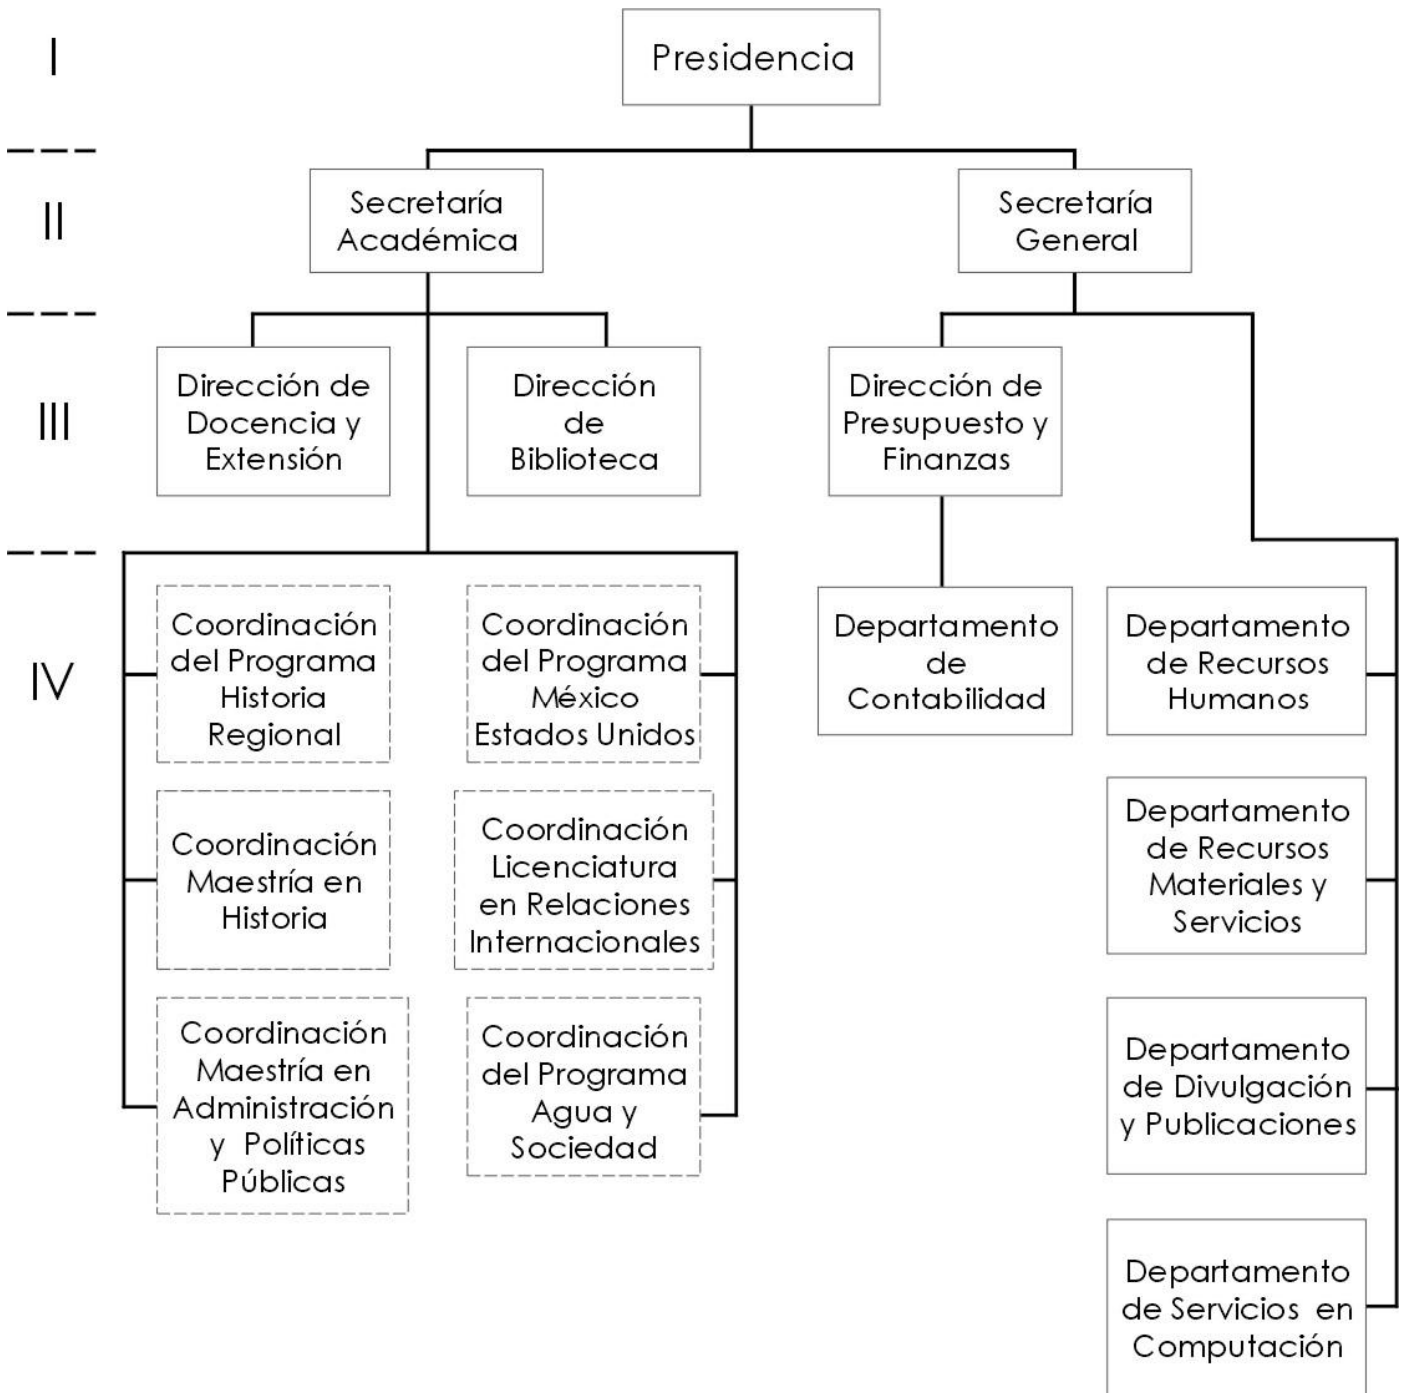 I
Presidencia
II
Secretaría
Académica
Secretaría
General
III
Dirección de
Docencia y
Extensión
Dirección
de
Biblioteca
Dirección de
Presupuesto y
Finanzas
IV
Coordinación
del Programa
Historia
Regional
Coordinación
del Programa
México
Estados Unidos
Departamento
de
Contabilidad
Departamento
de Recursos
Humanos
Coordinación
Maestría en
Historia
Coordinación
Licenciatura
en Relaciones
Internacionales
Departamento
de Recursos
Materiales y
Servicios
Coordinación
Maestría en
Administración
y Políticas
Públicas
Coordinación
del Programa
Agua y
Sociedad
Departamento
de Divulgación
y Publicaciones
Departamento
de Servicios en
Computación